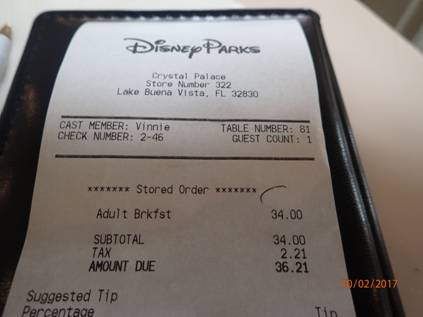 Disney Parks
Crystal Palace
Store Number 322
Lake Buena Vista, FL 32830
CAST MEMBER: Vinnie TABLE NUMBER: 81
CHECK NUMBER: 2-46 GUEST COUNT: 1
******* Stored Order *******
Adult Brkfst 34.00
SUBTOTAL 34.00
TAX 2.21
AMOUNT DUE 36.21
Suggested Tip
Percentage Tip
10/02/2017